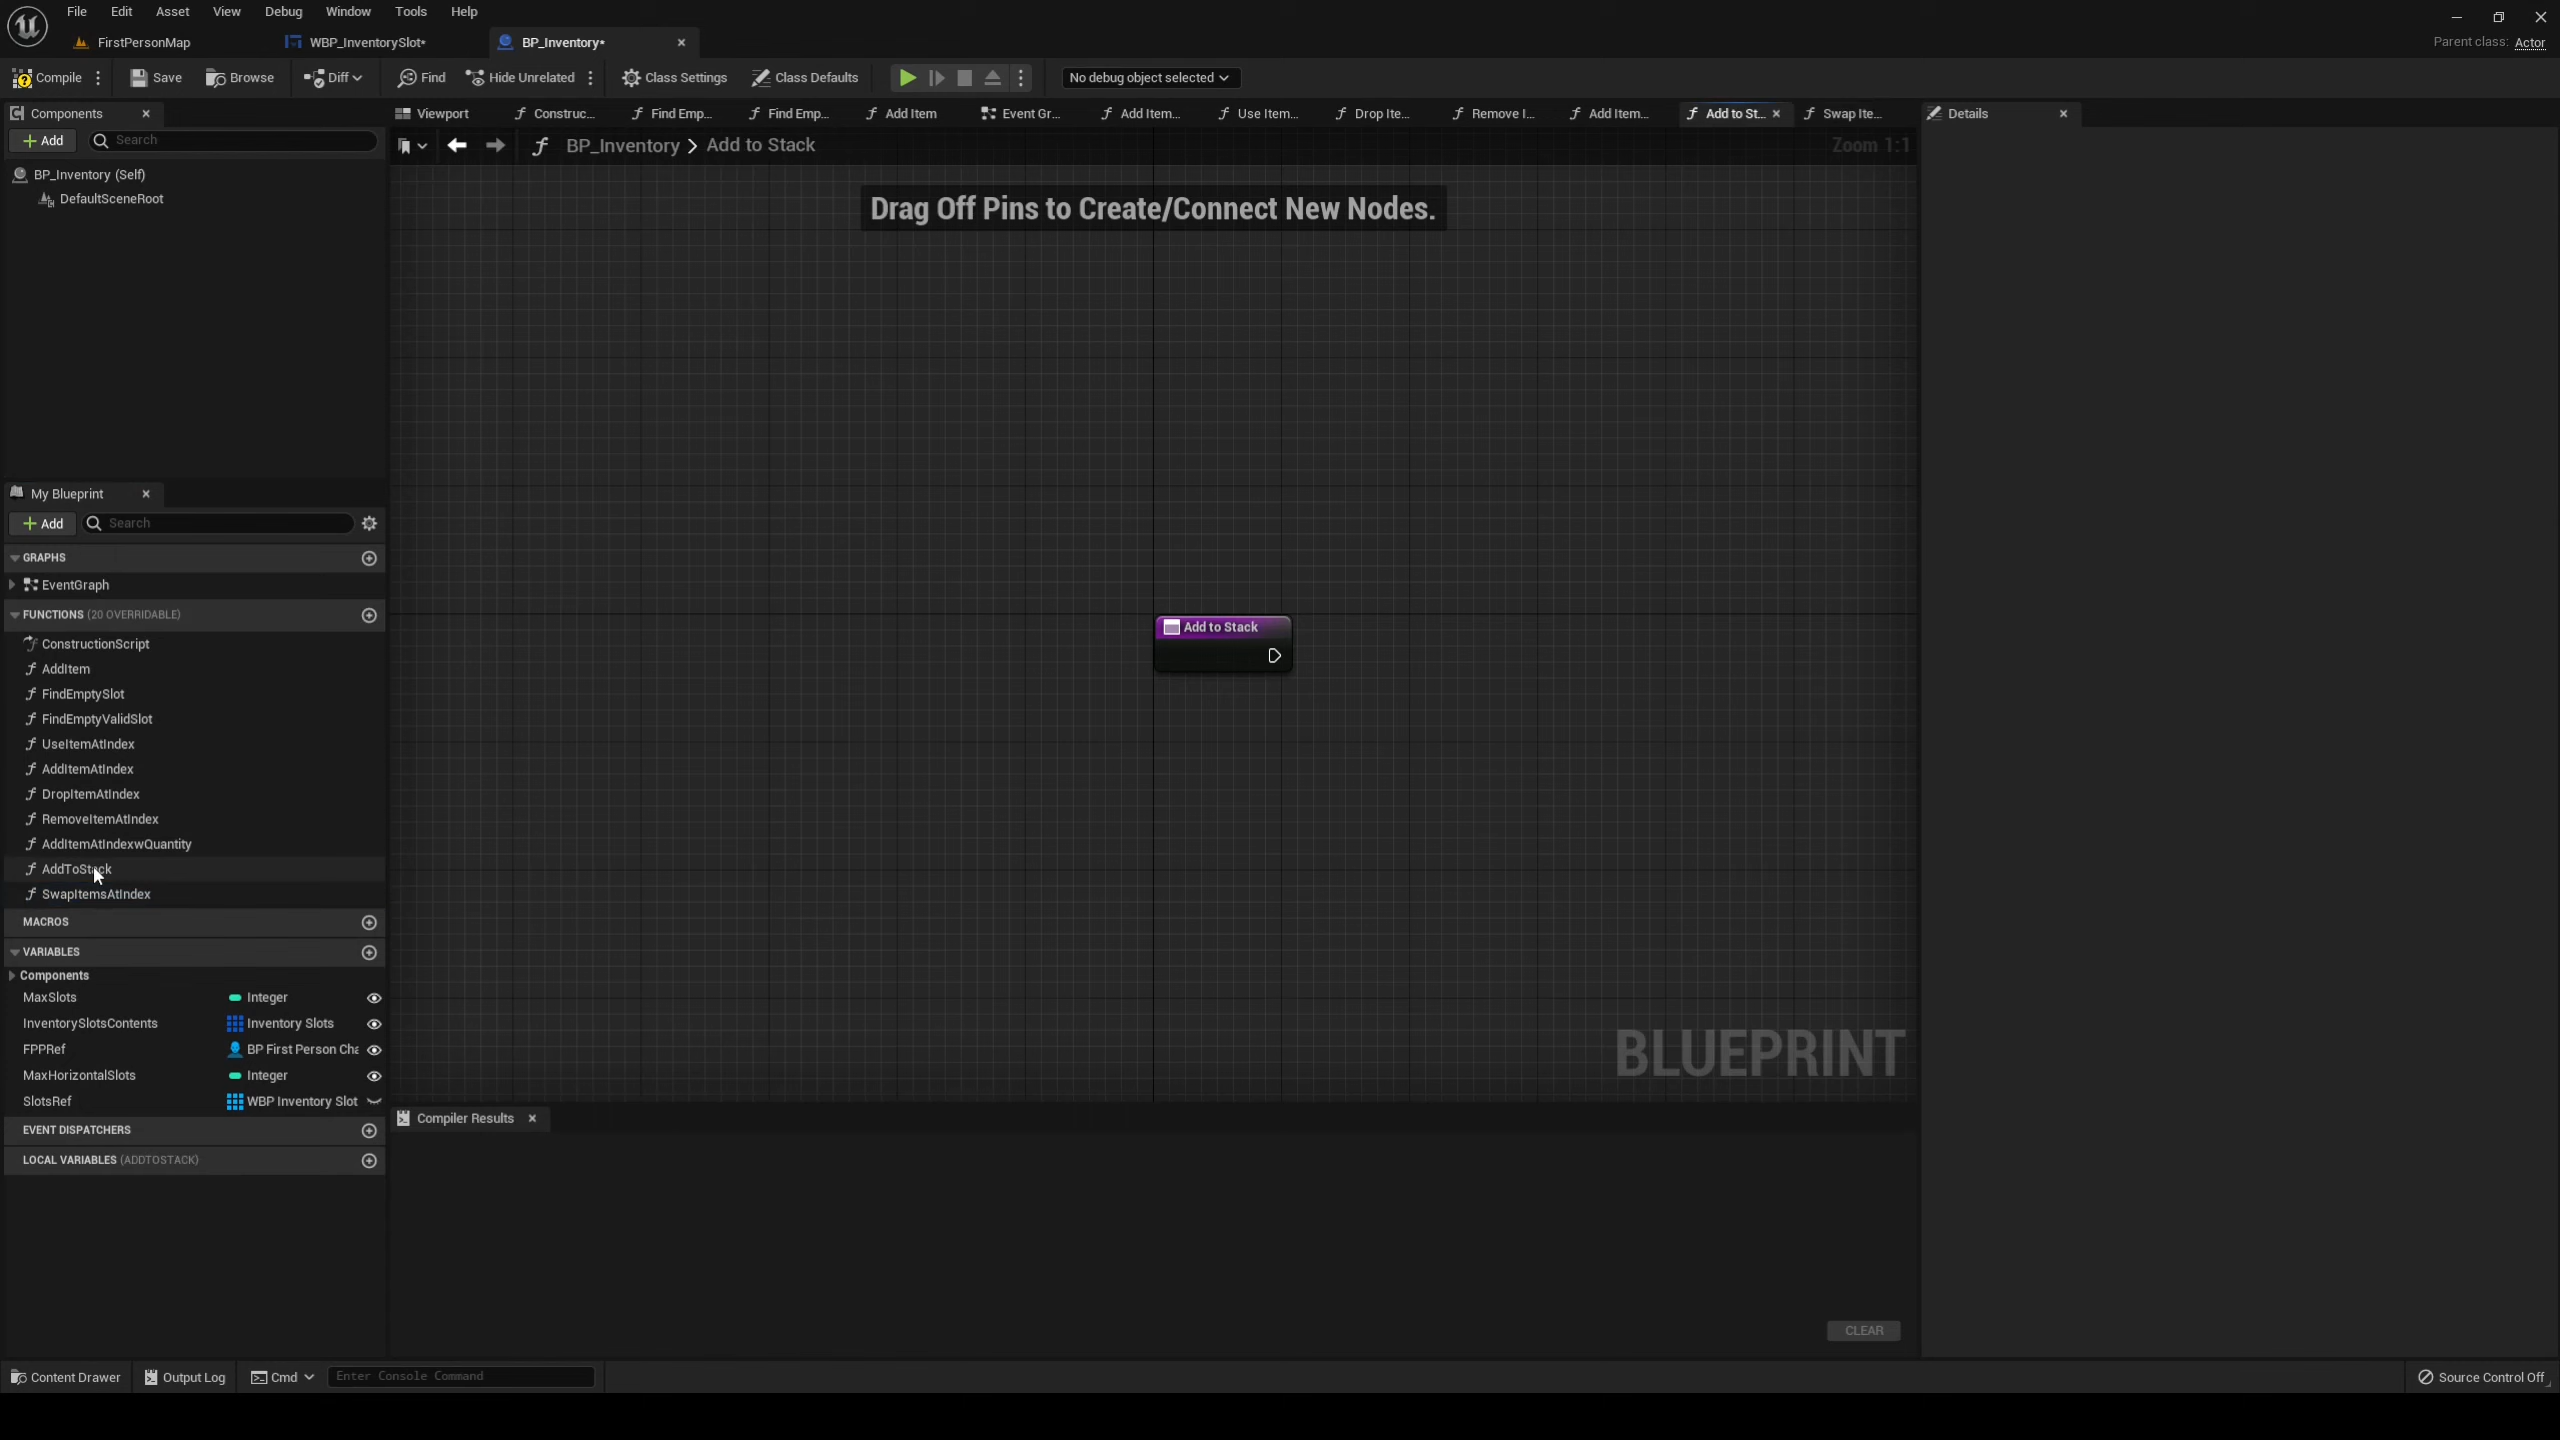 File Edit Asset View Debug Window Tools Help
FirstPersonMap WBP_InventorySlot* BP_Inventory*
Parent class: Actor
Compile Save Browse Diff Find Hide Unrelated Class Settings Class Defaults No debug object selected
Components
Viewport Construc... Find Emp... Find Emp... Add Item Event Gr... Add Item... Use Item... Drop Ite... Remove I... Add Item... Add to St... Swap Ite...
Details
Add Search
BP_Inventory > Add to Stack
Zoom 1:1
BP_Inventory (Self)
DefaultSceneRoot
Drag Off Pins to Create/Connect New Nodes.
My Blueprint
Add Search
GRAPHS
EventGraph
FUNCTIONS (20 OVERRIDABLE)
ConstructionScript
AddItem
FindEmptySlot
FindEmptyValidSlot
UseItemAtIndex
AddItemAtIndex
DropItemAtIndex
RemoveItemAtIndex
AddItemAtIndexwQuantity
AddToStack
SwapItemsAtIndex
MACROS
VARIABLES
Components
MaxSlots Integer
InventorySlotsContents Inventory Slots
FPPRef BP First Person Cha
MaxHorizontalSlots Integer
SlotsRef WBP Inventory Slot
EVENT DISPATCHERS
LOCAL VARIABLES (ADDTOSTACK)
Add to Stack
BLUEPRINT
Compiler Results
CLEAR
Content Drawer Output Log Cmd Enter Console Command
Source Control Off